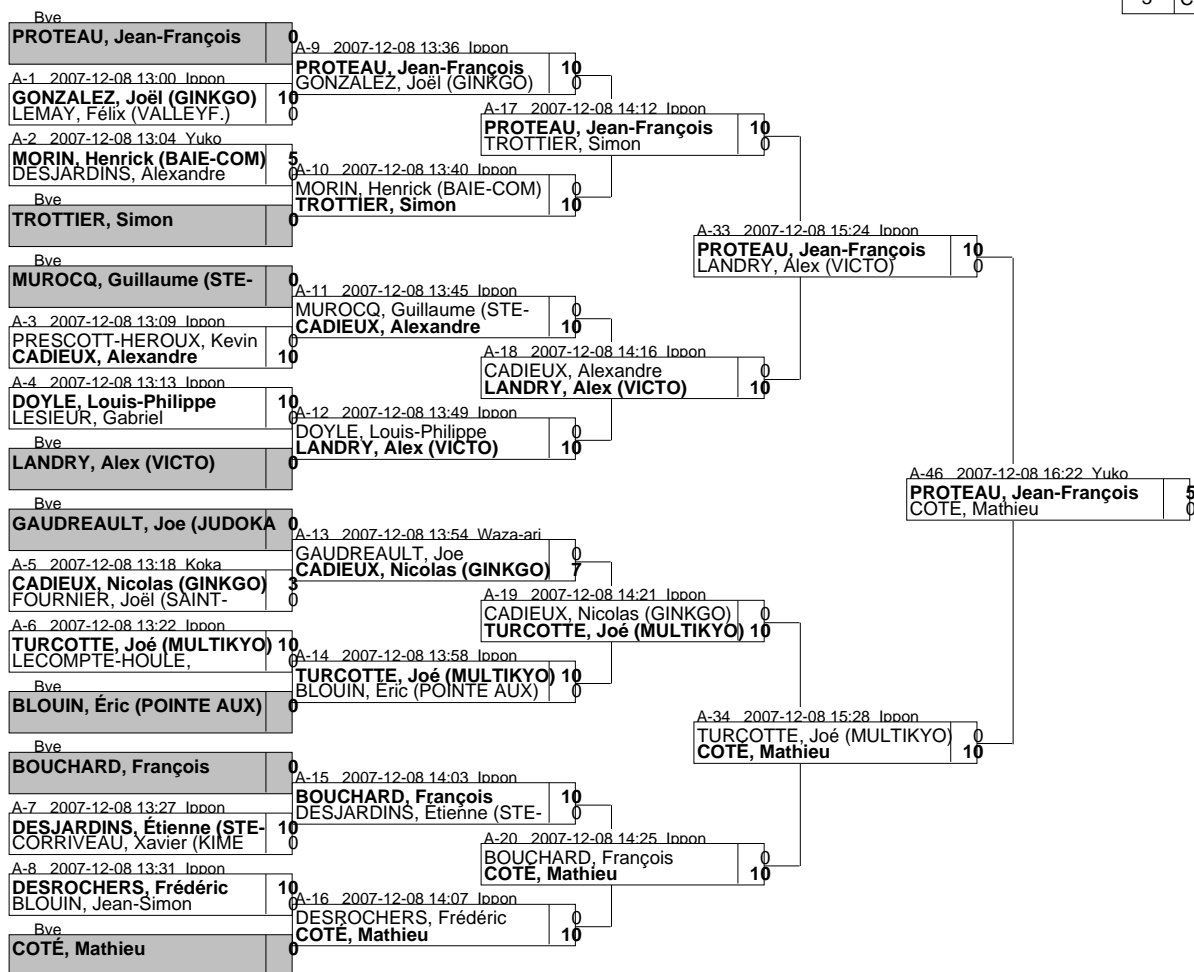 Bye
PROTEAU, Jean-François 0
A-1 2007-12-08 13:00 Ippon
GONZALEZ, Joël (GINKGO) 10
LEMAY, Félix (VALLEYF.) 0
A-2 2007-12-08 13:04 Yuko
MORIN, Henrick (BAIE-COM) 5
DESJARDINS, Alexandre 0
Bye
TROTTIER, Simon 0
Bye
MUROCQ, Guillaume (STE- 0
A-3 2007-12-08 13:09 Ippon
PRESCOTT-HEROUX, Kevin 0
CADIEUX, Alexandre 10
A-4 2007-12-08 13:13 Ippon
DOYLE, Louis-Philippe 10
LESIEUR, Gabriel 0
Bye
LANDRY, Alex (VICTO) 0
Bye
GAUDREAULT, Joe (JUDOKA 0
A-5 2007-12-08 13:18 Koka
CADIEUX, Nicolas (GINKGO) 3
FOURNIER, Joël (SAINT- 0
A-6 2007-12-08 13:22 Ippon
TURCOTTE, Joé (MULTIKYO) 10
LECOMPTE-HOULE, 0
Bye
BLOUIN, Éric (POINTE AUX) 0
Bye
BOUCHARD, François 0
A-7 2007-12-08 13:27 Ippon
DESJARDINS, Étienne (STE- 10
CORRIVEAU, Xavier (KIME 0
A-8 2007-12-08 13:31 Ippon
DESROCHERS, Frédéric 10
BLOUIN, Jean-Simon 0
Bye
COTÉ, Mathieu 0
A-9 2007-12-08 13:36 Ippon
PROTEAU, Jean-François 10
GONZALEZ, Joël (GINKGO) 0
A-10 2007-12-08 13:40 Ippon
MORIN, Henrick (BAIE-COM) 0
TROTTIER, Simon 10
A-11 2007-12-08 13:45 Ippon
MUROCQ, Guillaume (STE- 0
CADIEUX, Alexandre 10
A-12 2007-12-08 13:49 Ippon
DOYLE, Louis-Philippe 0
LANDRY, Alex (VICTO) 10
A-13 2007-12-08 13:54 Waza-ari
GAUDREAULT, Joe 0
CADIEUX, Nicolas (GINKGO) 7
A-14 2007-12-08 13:58 Ippon
TURCOTTE, Joé (MULTIKYO) 10
BLOUIN, Éric (POINTE AUX) 0
A-15 2007-12-08 14:03 Ippon
BOUCHARD, François 10
DESJARDINS, Étienne (STE- 0
A-16 2007-12-08 14:07 Ippon
DESROCHERS, Frédéric 0
COTÉ, Mathieu 10
A-17 2007-12-08 14:12 Ippon
PROTEAU, Jean-François 10
TROTTIER, Simon 0
A-18 2007-12-08 14:16 Ippon
CADIEUX, Alexandre 0
LANDRY, Alex (VICTO) 10
A-19 2007-12-08 14:21 Ippon
CADIEUX, Nicolas (GINKGO) 0
TURCOTTE, Joé (MULTIKYO) 10
A-20 2007-12-08 14:25 Ippon
BOUCHARD, François 0
COTÉ, Mathieu 10
A-33 2007-12-08 15:24 Ippon
PROTEAU, Jean-François 10
LANDRY, Alex (VICTO) 0
A-34 2007-12-08 15:28 Ippon
TURCOTTE, Joé (MULTIKYO) 0
COTÉ, Mathieu 10
A-46 2007-12-08 16:22 Yuko
PROTEAU, Jean-François 5
COTÉ, Mathieu 0